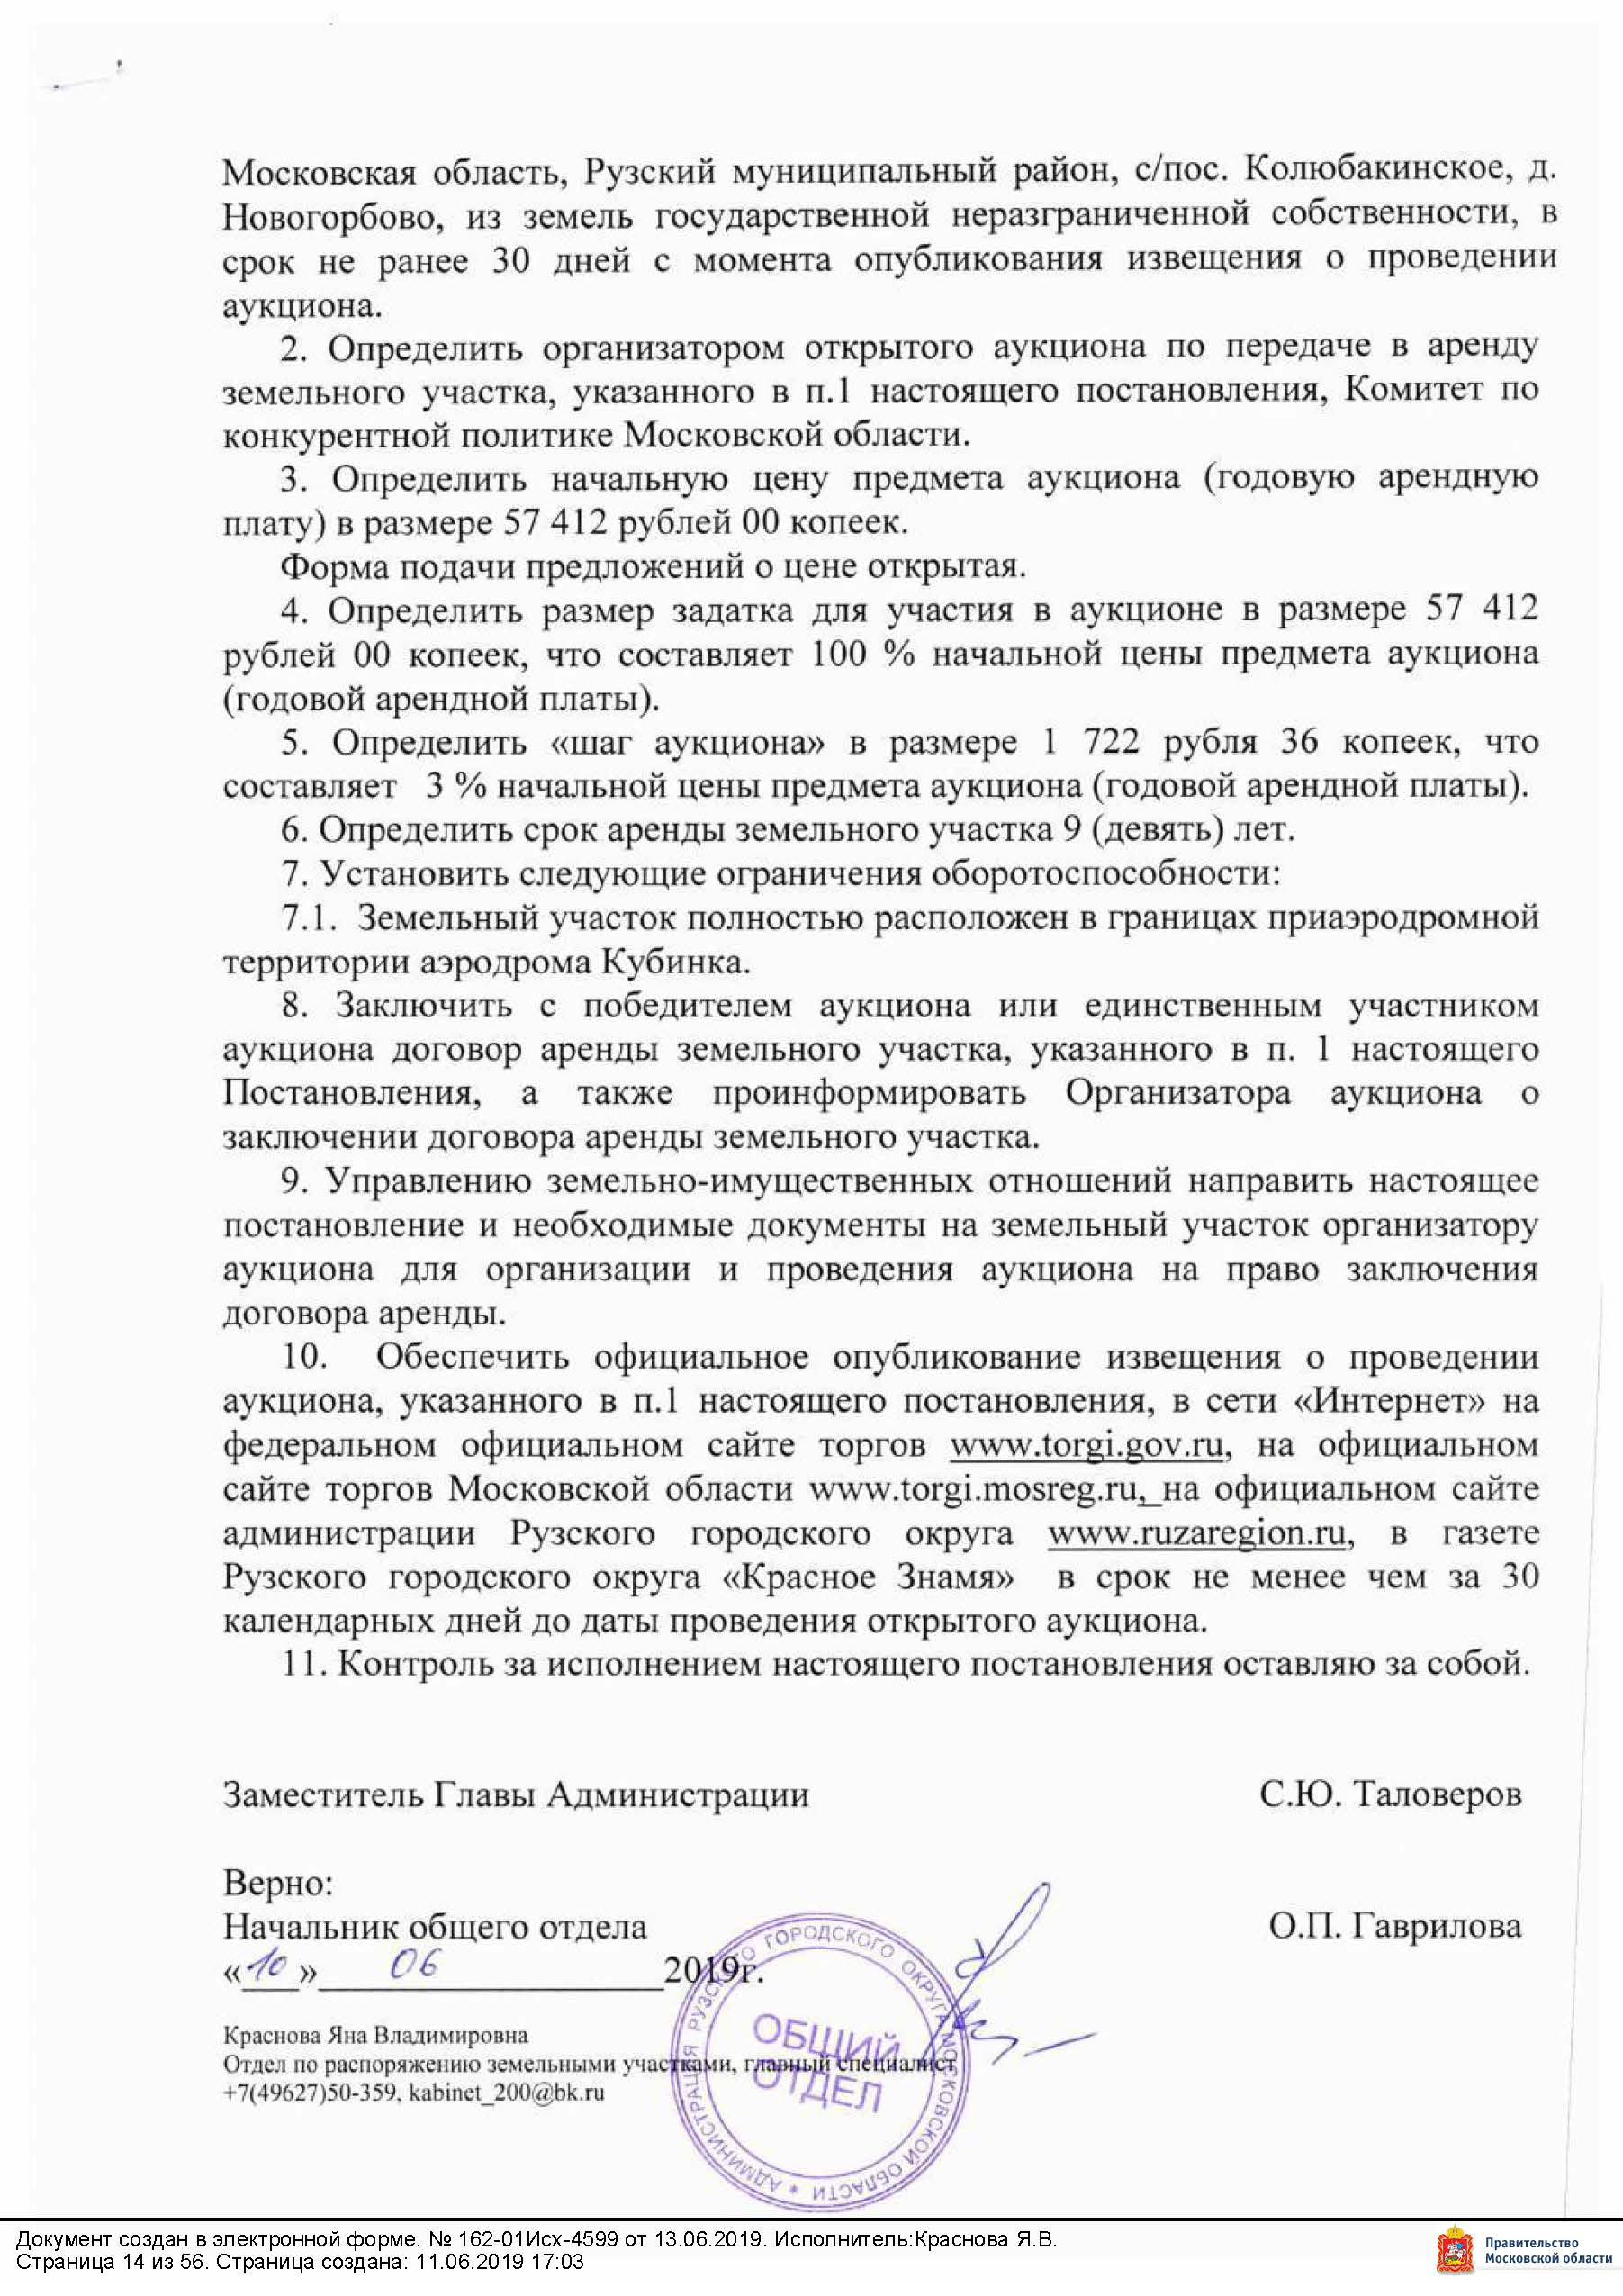 Московская область, Рузский муниципальный район, с/пос. Колюбакинское, д.
Новогорбово, из земель государственной неразграниченной собственности, в
срок не ранее 30 дней с момента опубликования извещения о проведении
аукциона.
2. Определить организатором открытого аукциона по передаче в аренду
земельного участка, указанного в п.1 настоящего постановления, Комитет по
конкурентной политике Московской области.
3. Определить начальную цену предмета аукциона (годовую арендную
плату) в размере 57 412 рублей 00 копеек.
Форма подачи предложений о цене открытая.
4. Определить размер задатка для участия в аукционе в размере 57 412
рублей 00 копеек, что составляет 100 % начальной цены предмета аукциона
(годовой арендной платы).
5. Определить «шаг аукциона» в размере 1 722 рубля 36 копеек, что
составляет 3 % начальной цены предмета аукциона (годовой арендной платы).
6. Определить срок аренды земельного участка 9 (девять) лет.
7. Установить следующие ограничения оборотоспособности:
7.1. Земельный участок полностью расположен в границах приаэродромной
территории аэродрома Кубинка.
8. Заключить с победителем аукциона или единственным участником
аукциона договор аренды земельного участка, указанного в п. 1 настоящего
Постановления, а также проинформировать Организатора аукциона о
заключении договора аренды земельного участка.
9. Управлению земельно-имущественных отношений направить настоящее
постановление и необходимые документы на земельный участок организатору
аукциона для организации и проведения аукциона на право заключения
договора аренды.
10. Обеспечить официальное опубликование извещения о проведении
аукциона, указанного в п.1 настоящего постановления, в сети «Интернет» на
федеральном официальном сайте торгов www.torgi.gov.ru, на официальном
сайте торгов Московской области www.torgi.mosreg.ru, на официальном сайте
администрации Рузского городского округа www.ruzaregion.ru, в газете
Рузского городского округа «Красное Знамя» в срок не менее чем за 30
календарных дней до даты проведения открытого аукциона.
11. Контроль за исполнением настоящего постановления оставляю за собой.
Заместитель Главы Администрации С.Ю. Таловеров
Верно:
Начальник общего отдела О.П. Гаврилова
«10» 06 2019г.
Краснова Яна Владимировна
Отдел по распоряжению земельными участками, главный специалист
+7(49627)50-359, kabinet_200@bk.ru
АДМИНИСТРАЦИЯ РУЗСКОГО ГОРОДСКОГО ОКРУГА МОСКОВСКОЙ ОБЛАСТИ *
ОБЩИЙ
ОТДЕЛ
Документ создан в электронной форме. № 162-01Исх-4599 от 13.06.2019. Исполнитель:Краснова Я.В.
Страница 14 из 56. Страница создана: 11.06.2019 17:03
Правительство
Московской области